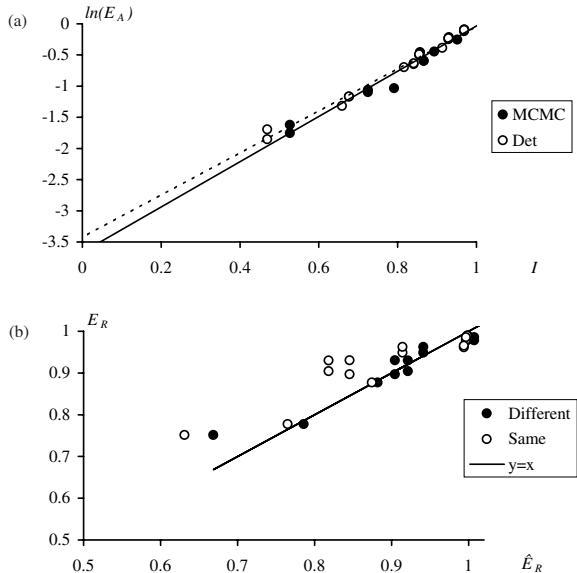 (a)
ln(E_A)
0
-0.5
-1
-1.5
-2
-2.5
-3
-3.5
0 0.2 0.4 0.6 0.8 1 I
MCMC
Det
(b)
E_R
1
0.9
0.8
0.7
0.6
0.5
0.5 0.6 0.7 0.8 0.9 1 Ê_R
Different
Same
y=x